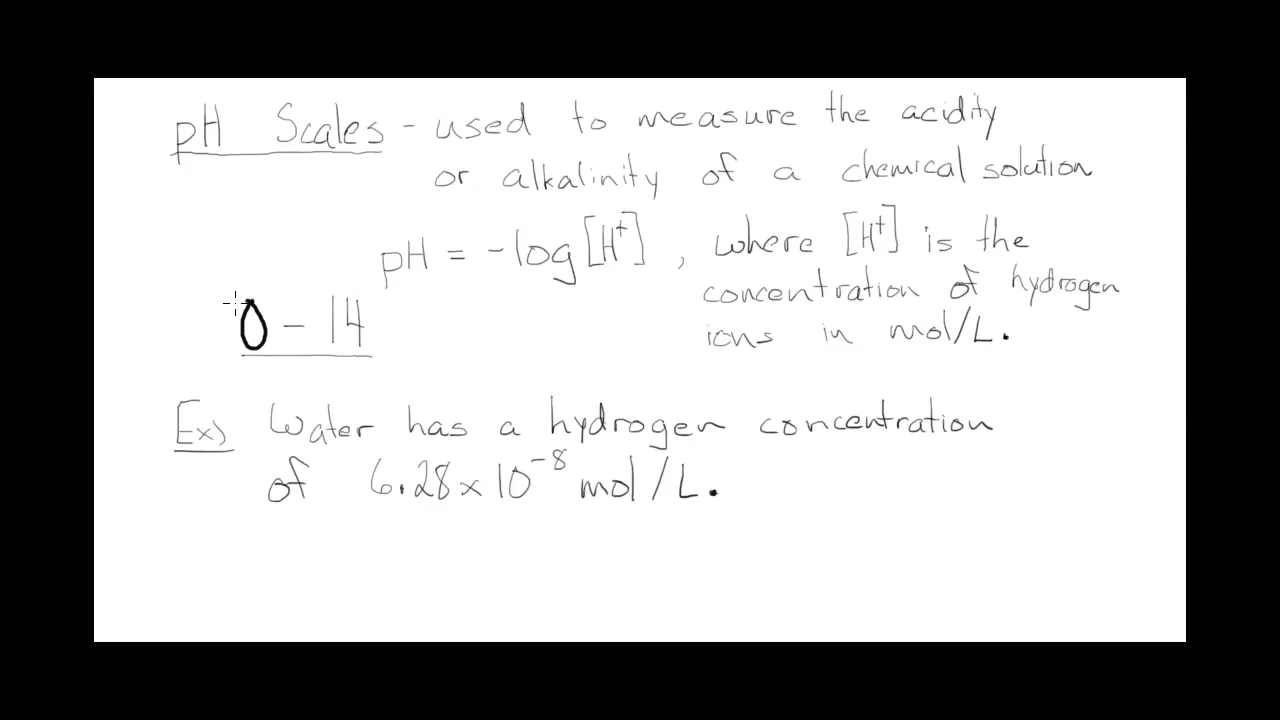 pH Scales - used to measure the acidity
or alkalinity of a chemical solution
pH = -log[H⁺], where [H⁺] is the
concentration of hydrogen
ions in mol/L.
0 - 14
Ex) Water has a hydrogen concentration
of 6.28 x 10⁻⁸ mol/L.